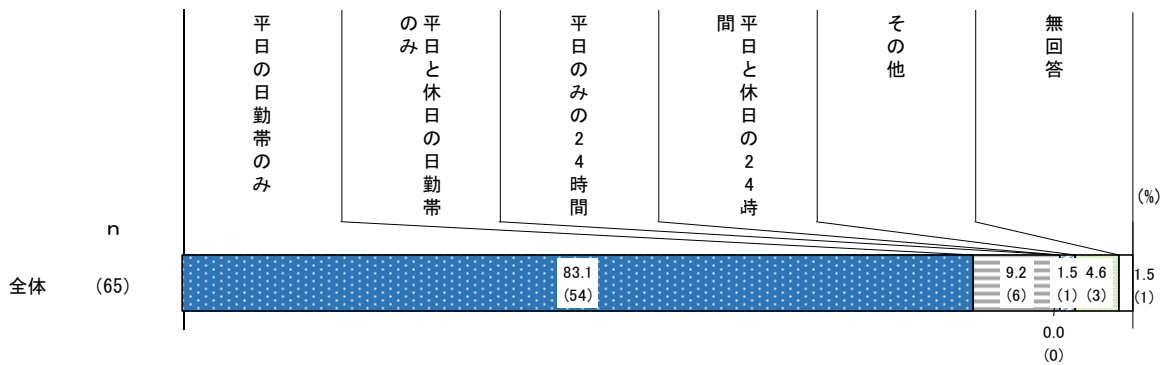 平日の日勤帯のみ
平日と休日の日勤帯
のみ
平日のみの24時間
平日と休日の24時
間
その他
無回答
(%)
n
全体 (65)
83.1
(54)
9.2
(6)
1.5
(1)
4.6
(3)
1.5
(1)
0.0
(0)